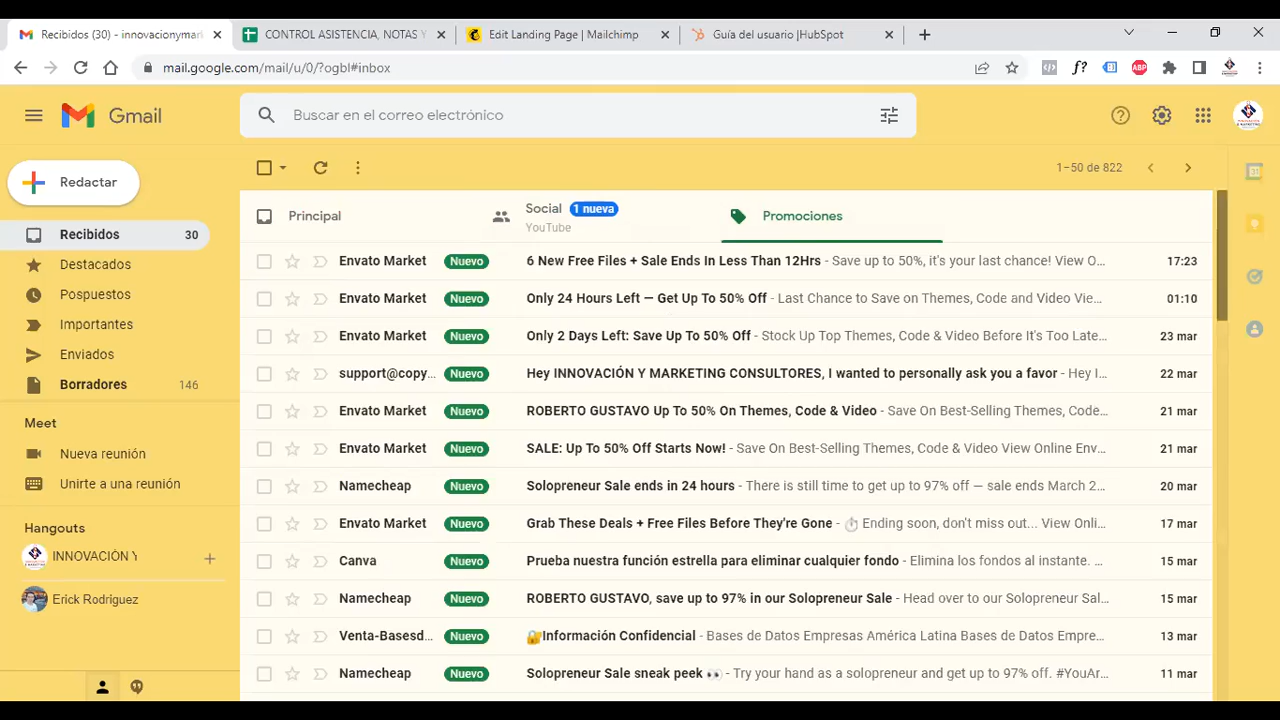 Recibidos (30) - innovacionymark
CONTROL ASISTENCIA, NOTAS Y
Edit Landing Page | Mailchimp
Guía del usuario |HubSpot
mail.google.com/mail/u/0/?ogbl#inbox
f?
ABP
Gmail
Buscar en el correo electrónico
Redactar
1–50 de 822
Principal
Social 1 nueva
YouTube
Promociones
Recibidos 30
Destacados
Pospuestos
Importantes
Enviados
Borradores 146
Meet
Nueva reunión
Unirte a una reunión
Hangouts
INNOVACIÓN Y
Erick Rodriguez
Envato Market Nuevo 6 New Free Files + Sale Ends In Less Than 12Hrs - Save up to 50%, it's your last chance! View O... 17:23
Envato Market Nuevo Only 24 Hours Left — Get Up To 50% Off - Last Chance to Save on Themes, Code and Video Vie... 01:10
Envato Market Nuevo Only 2 Days Left: Save Up To 50% Off - Stock Up Top Themes, Code & Video Before It's Too Late... 23 mar
support@copy... Nuevo Hey INNOVACIÓN Y MARKETING CONSULTORES, I wanted to personally ask you a favor - Hey I... 22 mar
Envato Market Nuevo ROBERTO GUSTAVO Up To 50% On Themes, Code & Video - Save On Best-Selling Themes, Code... 21 mar
Envato Market Nuevo SALE: Up To 50% Off Starts Now! - Save On Best-Selling Themes, Code & Video View Online Env... 21 mar
Namecheap Nuevo Solopreneur Sale ends in 24 hours - There is still time to get up to 97% off — sale ends March 2... 20 mar
Envato Market Nuevo Grab These Deals + Free Files Before They're Gone - ⏱️ Ending soon, don't miss out... View Onli... 17 mar
Canva Nuevo Prueba nuestra función estrella para eliminar cualquier fondo - Elimina los fondos al instante. ... 15 mar
Namecheap Nuevo ROBERTO GUSTAVO, save up to 97% in our Solopreneur Sale - Head over to our Solopreneur Sal... 15 mar
Venta-Basesd... Nuevo 🔐Información Confidencial - Bases de Datos Empresas América Latina Bases de Datos Empre... 13 mar
Namecheap Nuevo Solopreneur Sale sneak peek 👀 - Try your hand as a solopreneur and get up to 97% off. #YouAr... 11 mar